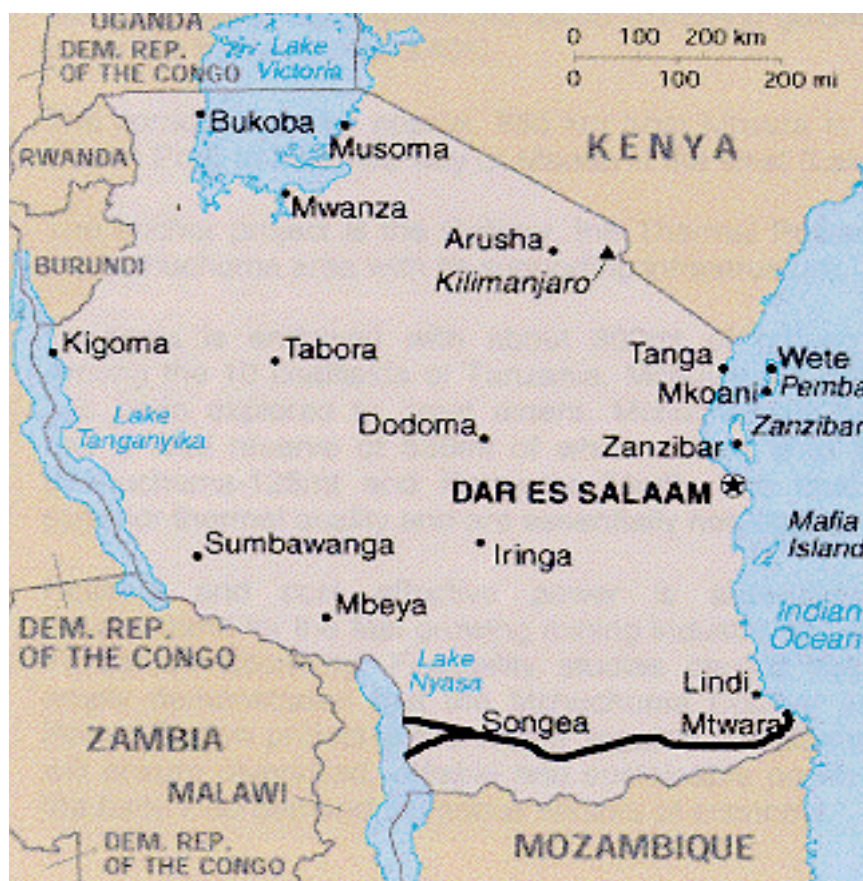 UGANDA
DEM. REP.
OF THE CONGO
Lake
Victoria
0 100 200 km
0 100 200 mi
Bukoba
Musoma
KENYA
RWANDA
Mwanza
Arusha
Kilimanjaro
BURUNDI
Kigoma
Tabora
Tanga
Wete
Mkoani
Pemba
Lake
Tanganyika
Dodoma
Zanzibar
Zanzibar
DAR ES SALAAM
Mafia
Island
Sumbawanga
Iringa
Mbeya
DEM. REP.
OF THE CONGO
Lake
Nyasa
Indian
Ocean
Lindi
Songea
Mtwara
ZAMBIA
MALAWI
DEM. REP.
OF THE CONGO
MOZAMBIQUE